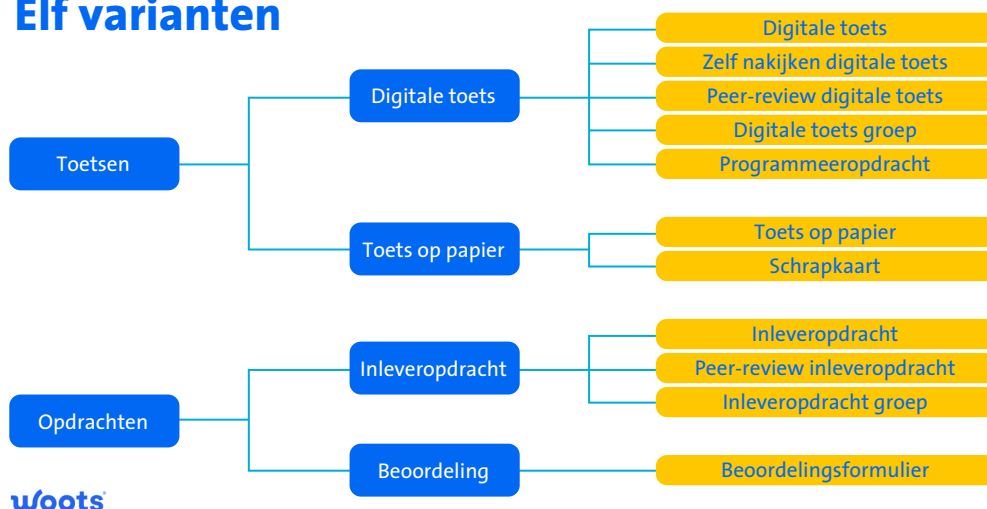 Elf varianten
Toetsen
Digitale toets
Digitale toets
Zelf nakijken digitale toets
Peer-review digitale toets
Digitale toets groep
Programmeeropdracht
Toets op papier
Toets op papier
Schrapkaart
Opdrachten
Inleveropdracht
Inleveropdracht
Peer-review inleveropdracht
Inleveropdracht groep
Beoordeling
Beoordelingsformulier
woots